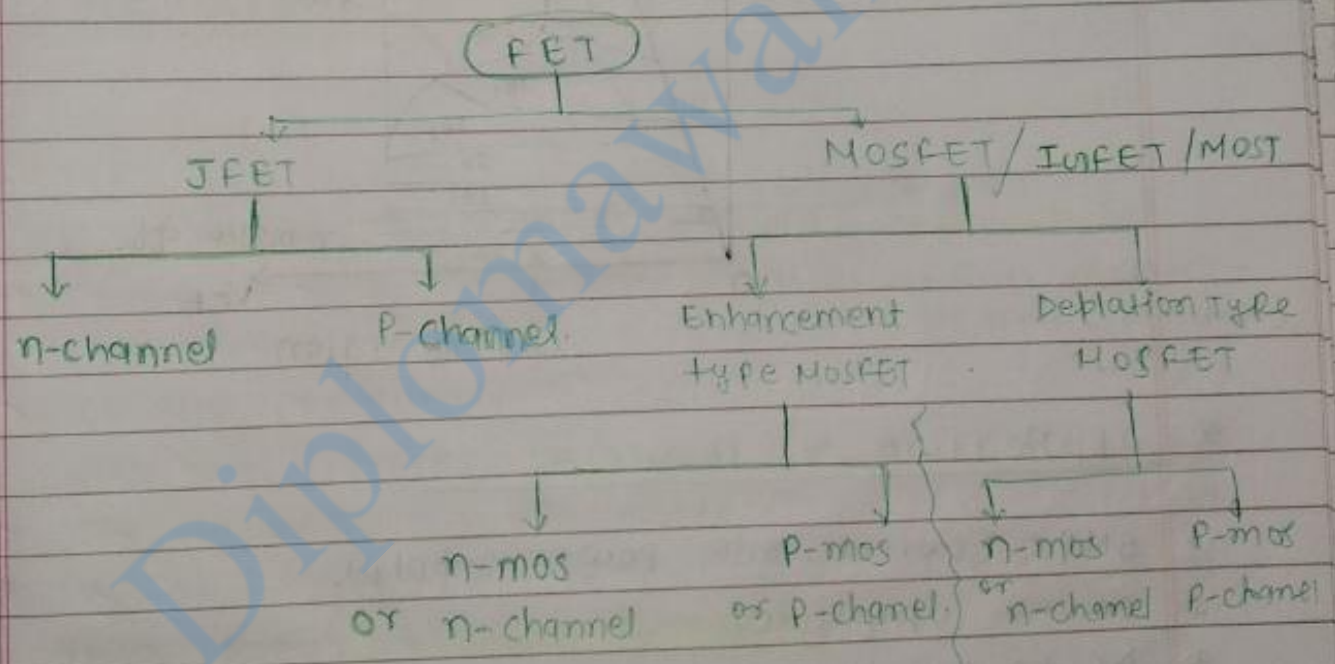 FET
JFET
MOSFET / IGFET / MOST
n-channel
P-Channel.
Enhancement
type MOSFET
Deplation Type
MOSFET
n-mos
or n-channel
P-mos
or P-chanel.
n-mos
or n-chanel
P-mos
P-chanel
Diplomawa